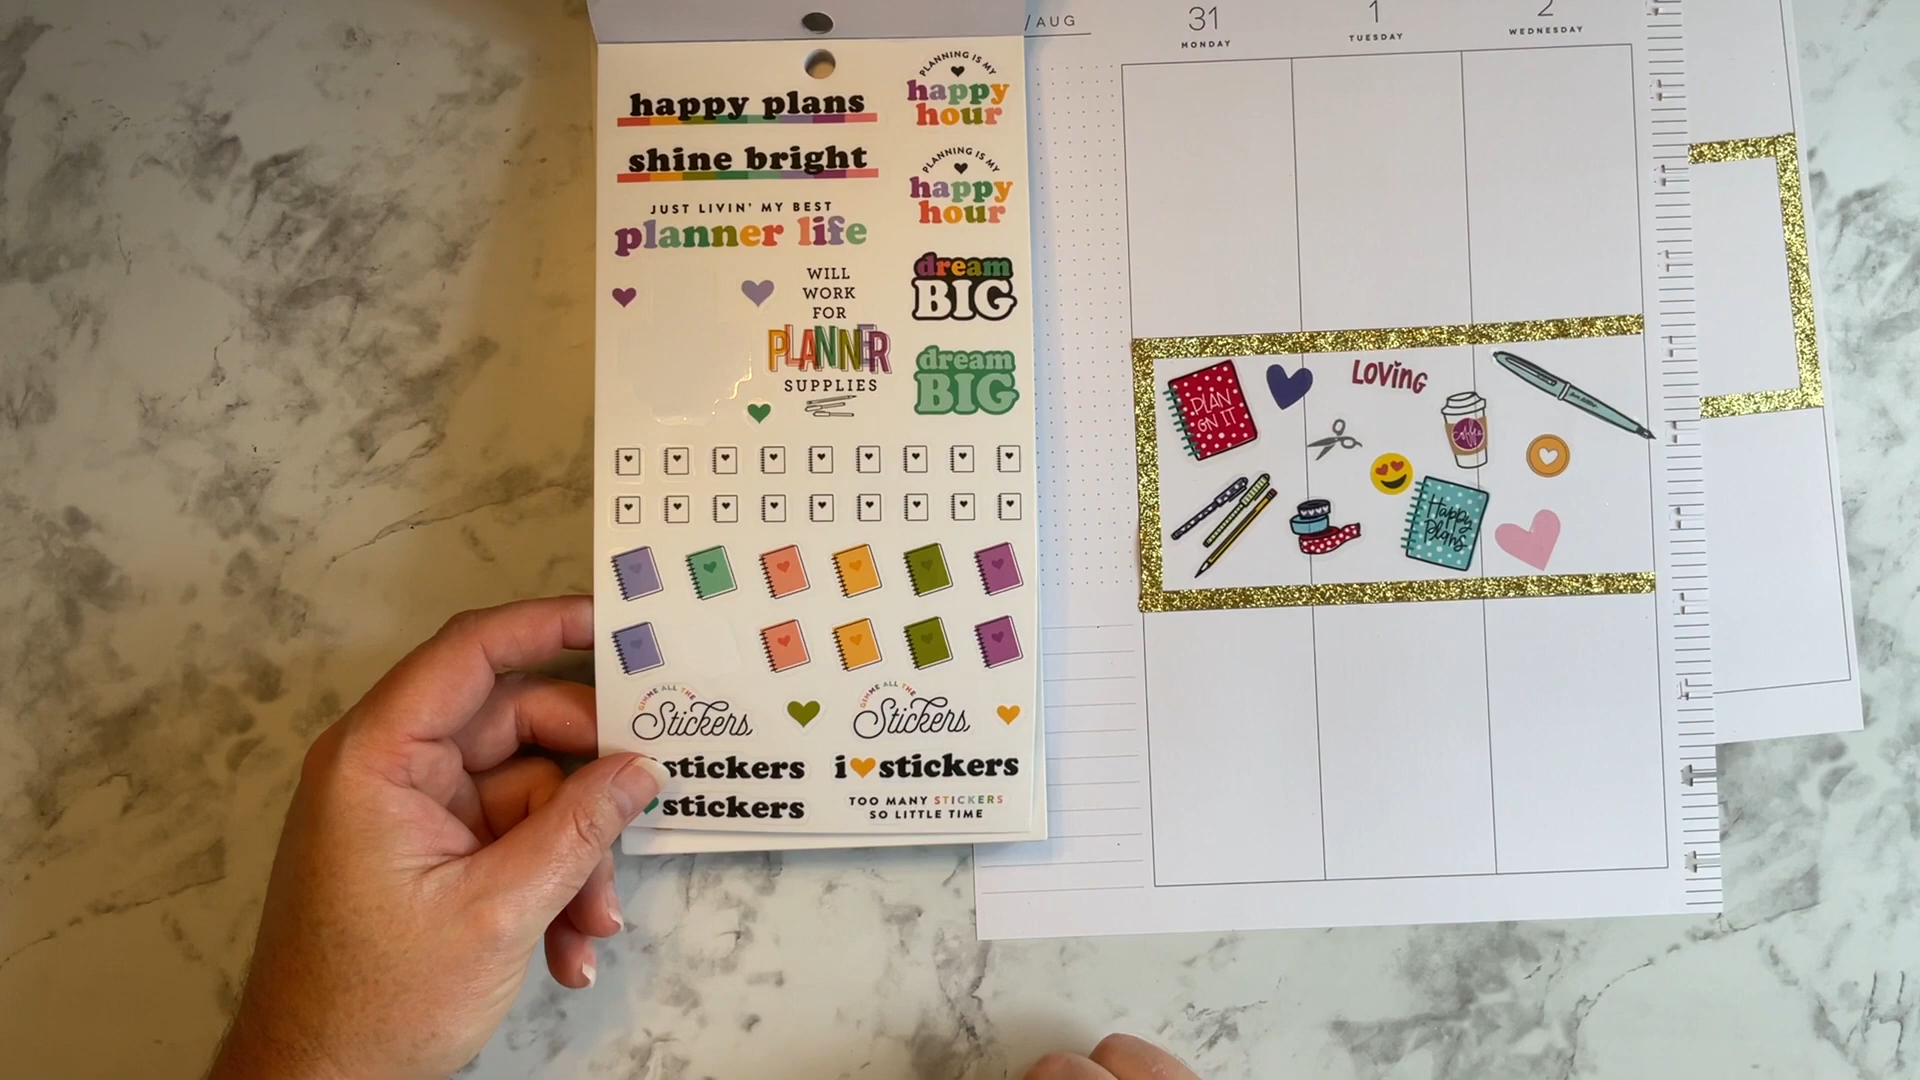 happy plans
shine bright
JUST LIVIN' MY BEST
planner life
WILL
WORK
FOR
PLANNER
SUPPLIES
PLANNING IS MY
happy
hour
PLANNING IS MY
happy
hour
dream
BIG
dream
BIG
GIMME ALL THE
Stickers
GIMME ALL THE
Stickers
stickers
i stickers
stickers
TOO MANY STICKERS
SO LITTLE TIME
/AUG
31
MONDAY
1
TUESDAY
2
WEDNESDAY
PLAN
ON IT
LOVING
coffee
Happy
Plans